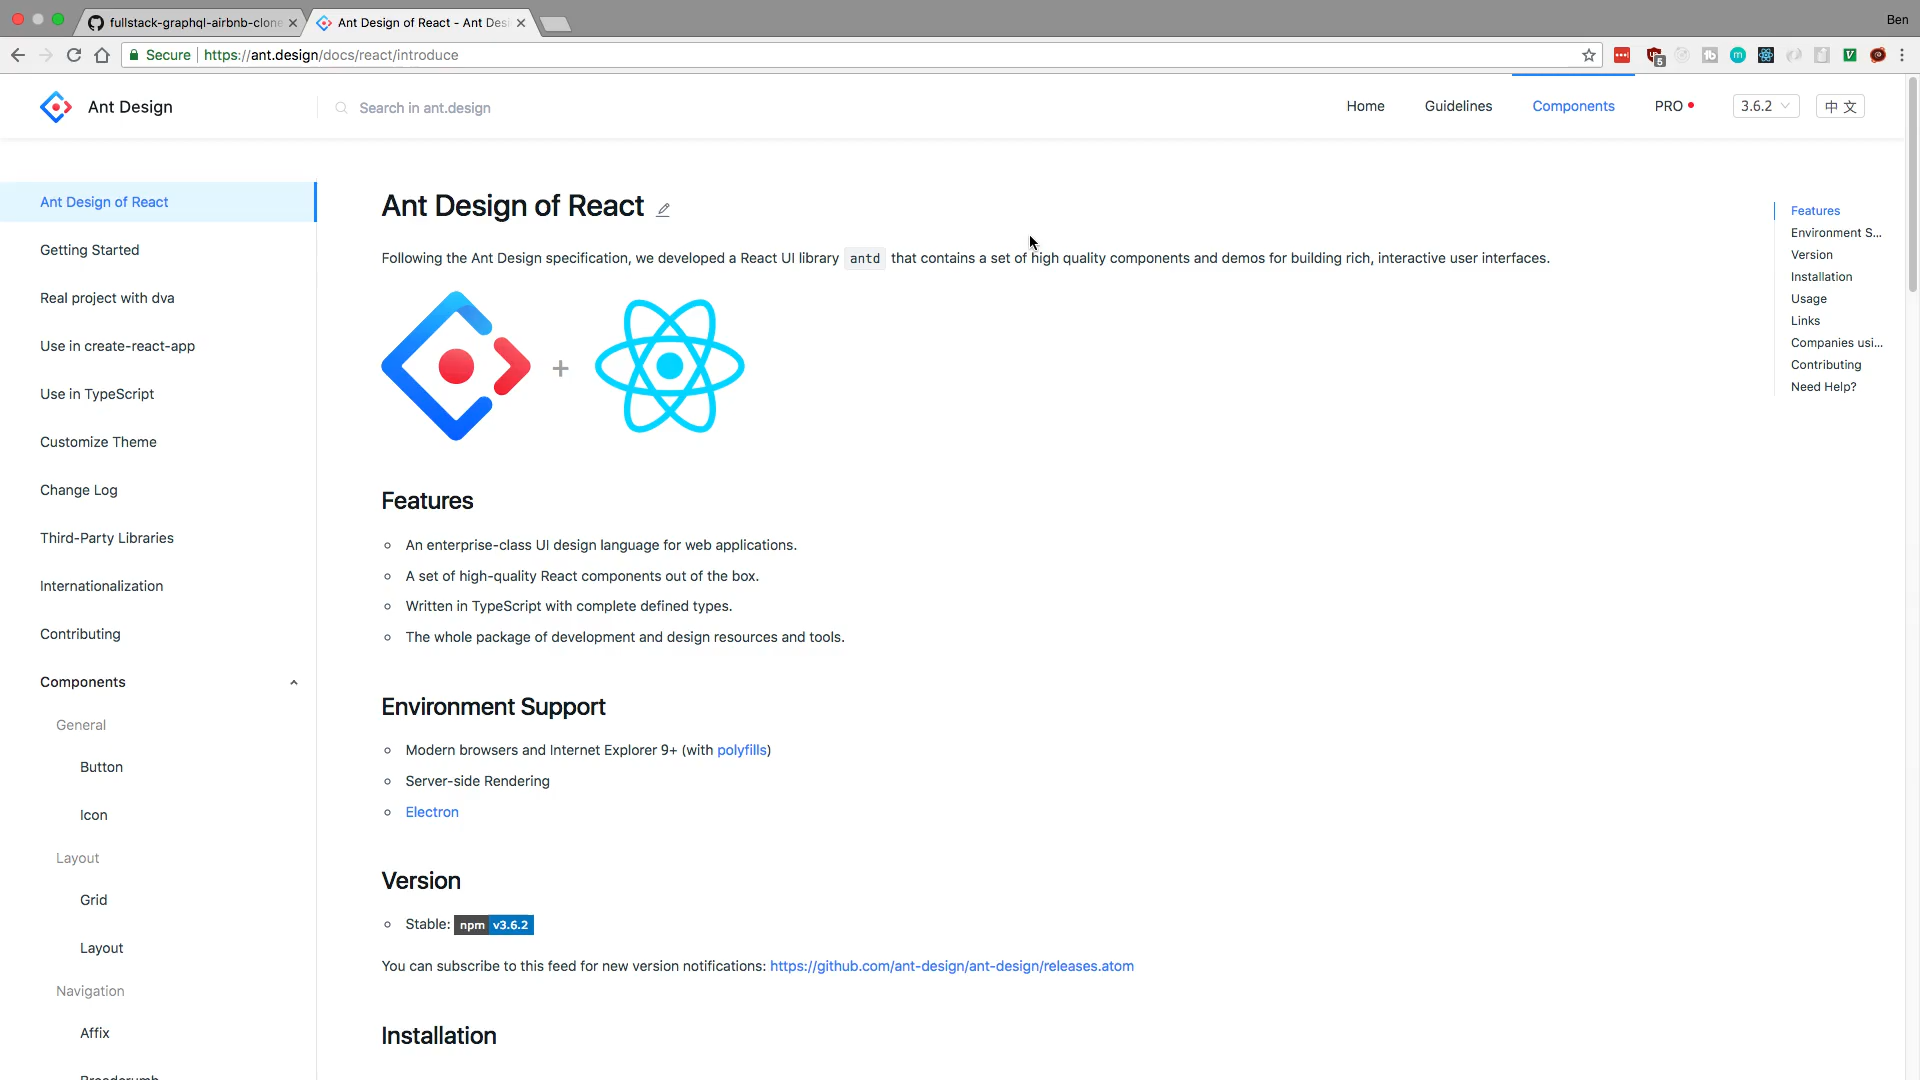 fullstack-graphql-airbnb-clone
Ant Design of React - Ant Desi
Ben
Secure
https://ant.design/docs/react/introduce
5
Ant Design
Search in ant.design
Home
Guidelines
Components
PRO
3.6.2
中 文
Ant Design of React
Getting Started
Real project with dva
Use in create-react-app
Use in TypeScript
Customize Theme
Change Log
Third-Party Libraries
Internationalization
Contributing
Components
General
Button
Icon
Layout
Grid
Layout
Navigation
Affix
Breadcrumb
Ant Design of React
Following the Ant Design specification, we developed a React UI library antd that contains a set of high quality components and demos for building rich, interactive user interfaces.
+
Features
An enterprise-class UI design language for web applications.
A set of high-quality React components out of the box.
Written in TypeScript with complete defined types.
The whole package of development and design resources and tools.
Environment Support
Modern browsers and Internet Explorer 9+ (with polyfills)
Server-side Rendering
Electron
Version
Stable: npm v3.6.2
You can subscribe to this feed for new version notifications: https://github.com/ant-design/ant-design/releases.atom
Installation
Features
Environment S...
Version
Installation
Usage
Links
Companies usi...
Contributing
Need Help?